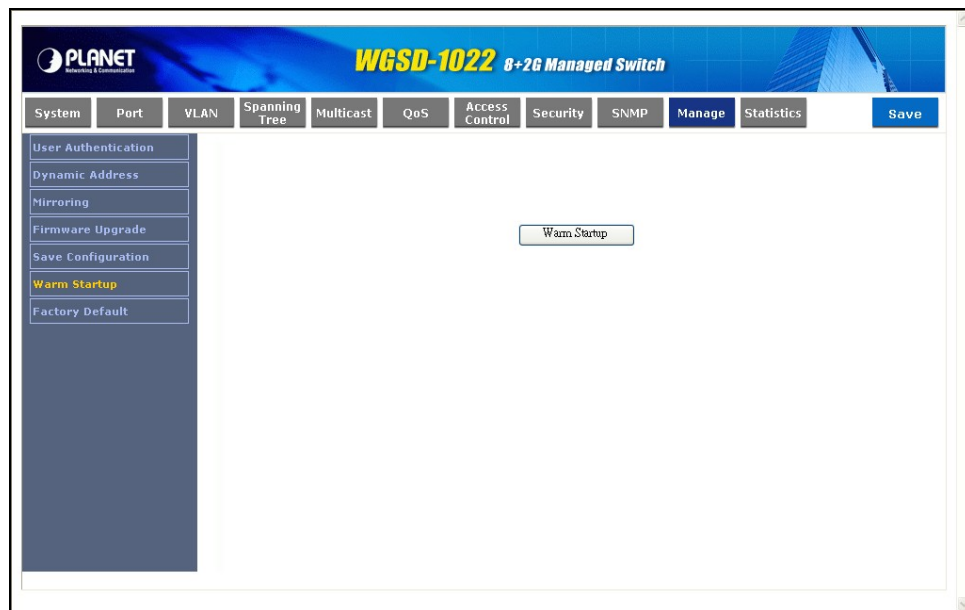 PLANET
Networking & Communication
WGSD-1022 8+2G Managed Switch
System
Port
VLAN
Spanning Tree
Multicast
QoS
Access Control
Security
SNMP
Manage
Statistics
Save
User Authentication
Dynamic Address
Mirroring
Firmware Upgrade
Save Configuration
Warm Startup
Factory Default
Warm Startup